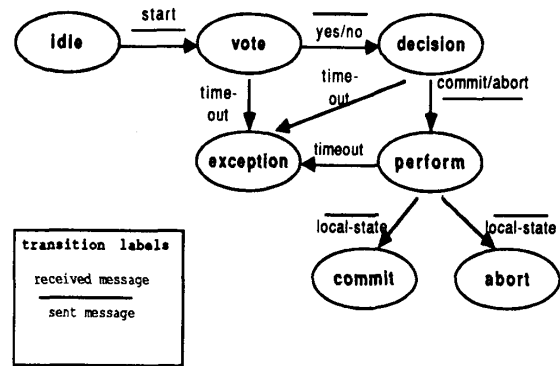 start
yes/no
idle
vote
decision
time-
out
time-
out
commit/abort
exception
timeout
perform
transition labels
received message
sent message
local-state
local-state
commit
abort